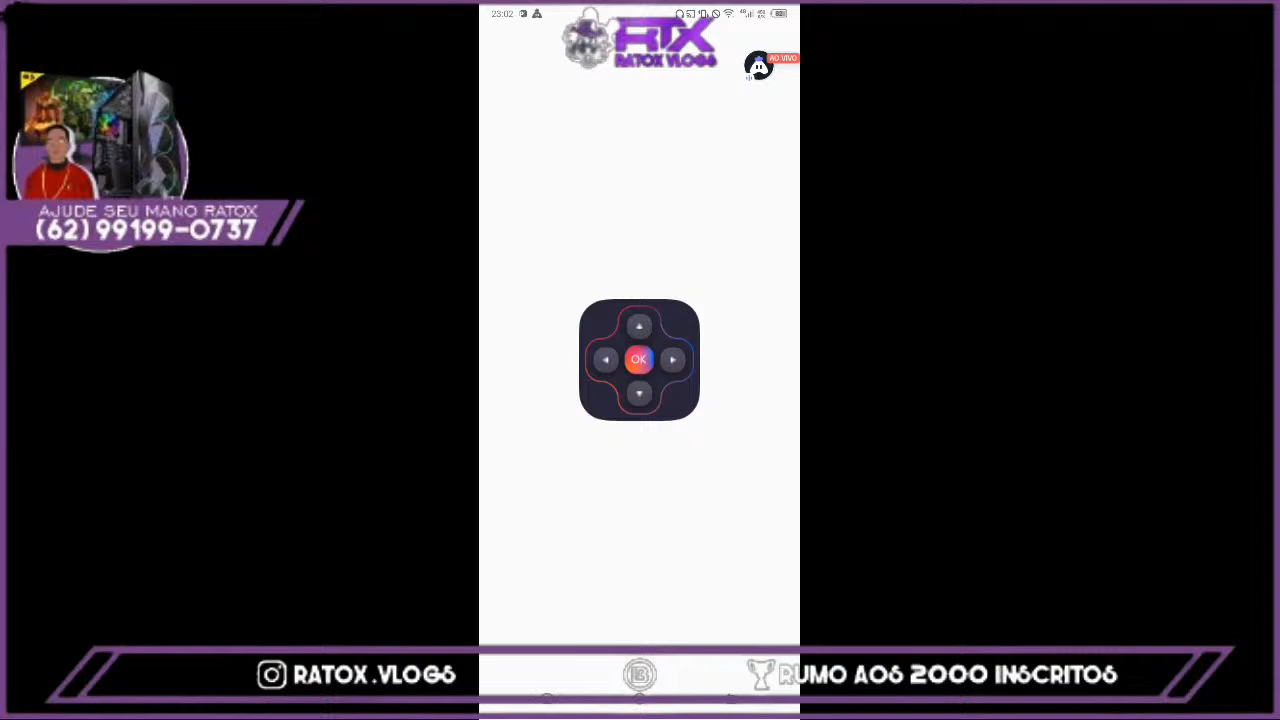 23:02
RTX
RATOX VLOGS
AO VIVO
AJUDE SEU MANO RATOX
(62) 99199-0737
OK
RATOX.VLOGS
RUMO AOS 2000 INSCRITOS